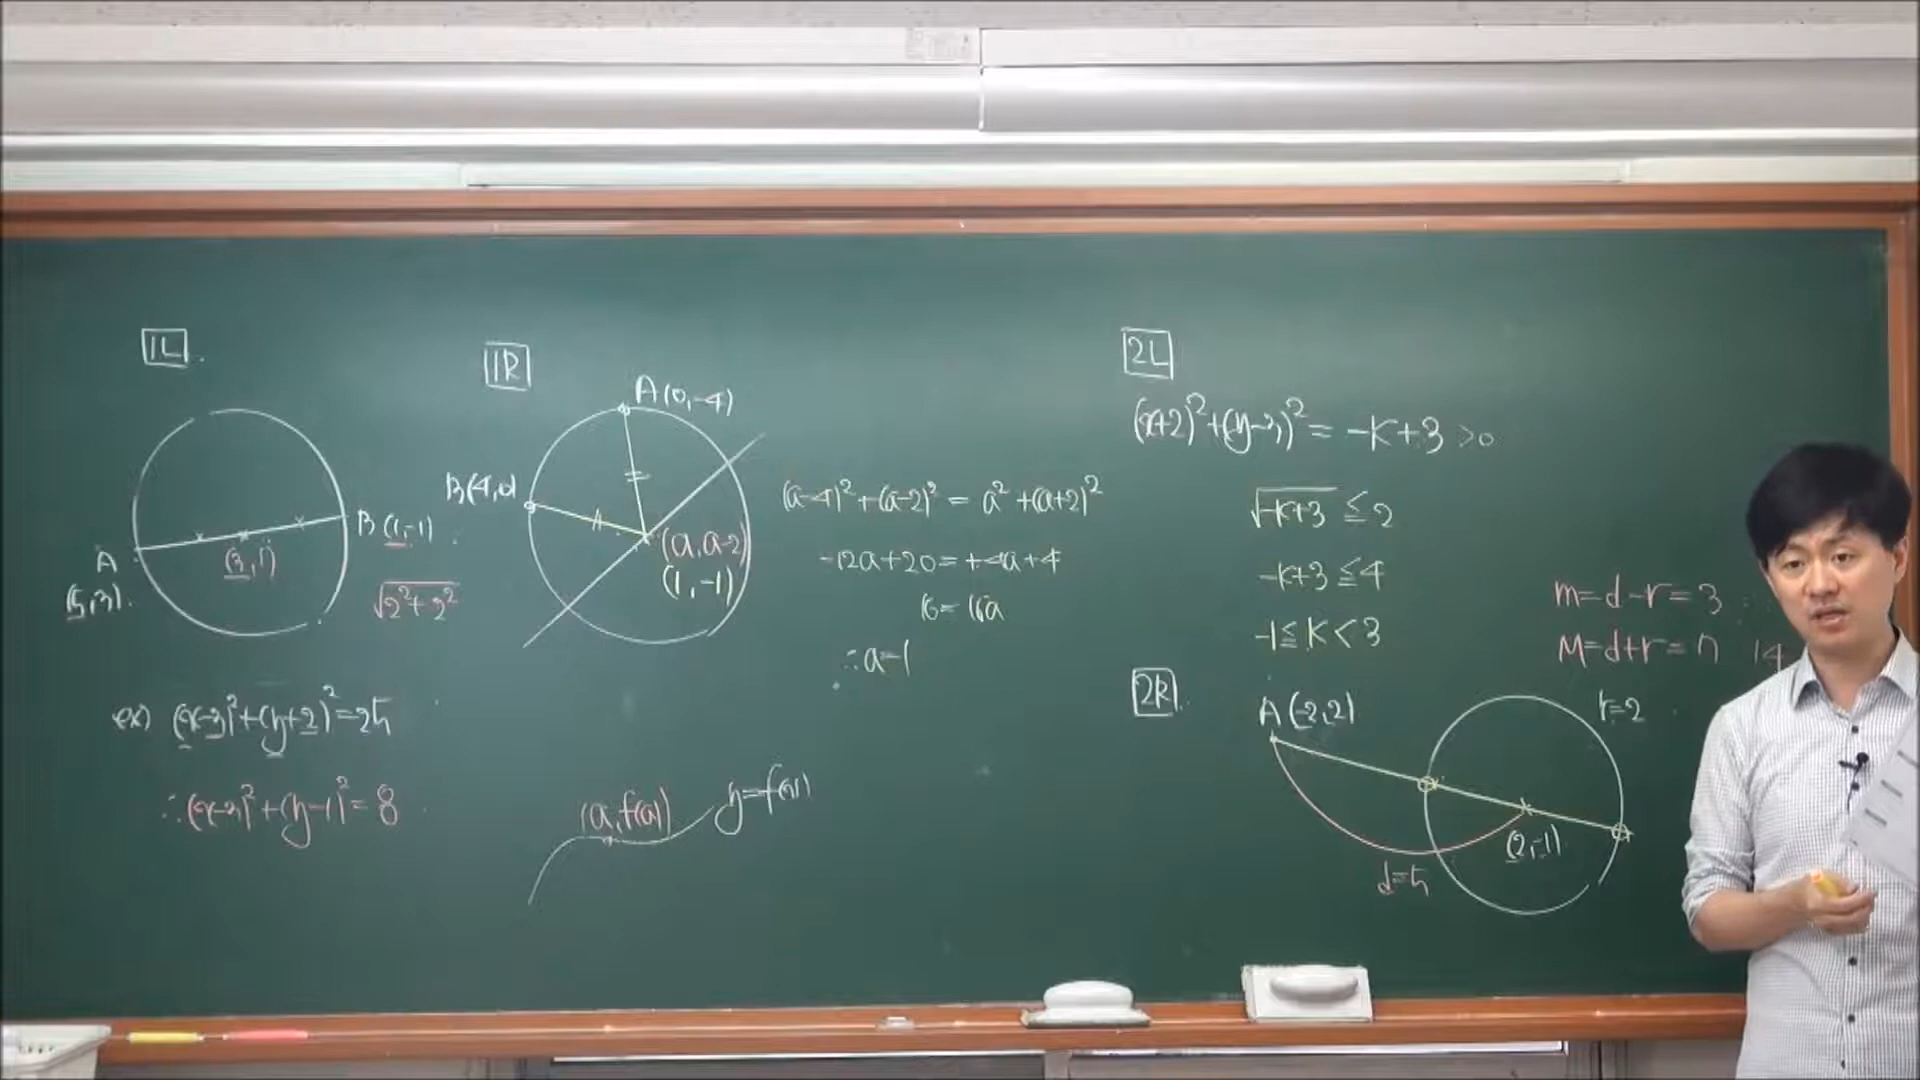 1L.
A
(5,3).
(3,1)
B(1,-1)
√2²+2²
ex) (x-3)²+(y+2)²=25
∴(x-3)²+(y-1)²=8
1R
A(0,-4)
B(4,0)
(a,a-2)
(1,-1)
(a-4)²+(a-2)² = a²+(a+2)²
-12a+20=+4a+4
16=16a
∴a=1
(a,f(a))
y=f(x)
2L
(x+2)²+(y-3)²=-k+3>0
√-k+3≦2
-k+3≦4
-1≦k<3
2R.
m=d-r=3
M=d+r=7
14
A(-2,2)
r=2
(2,-1)
d=5